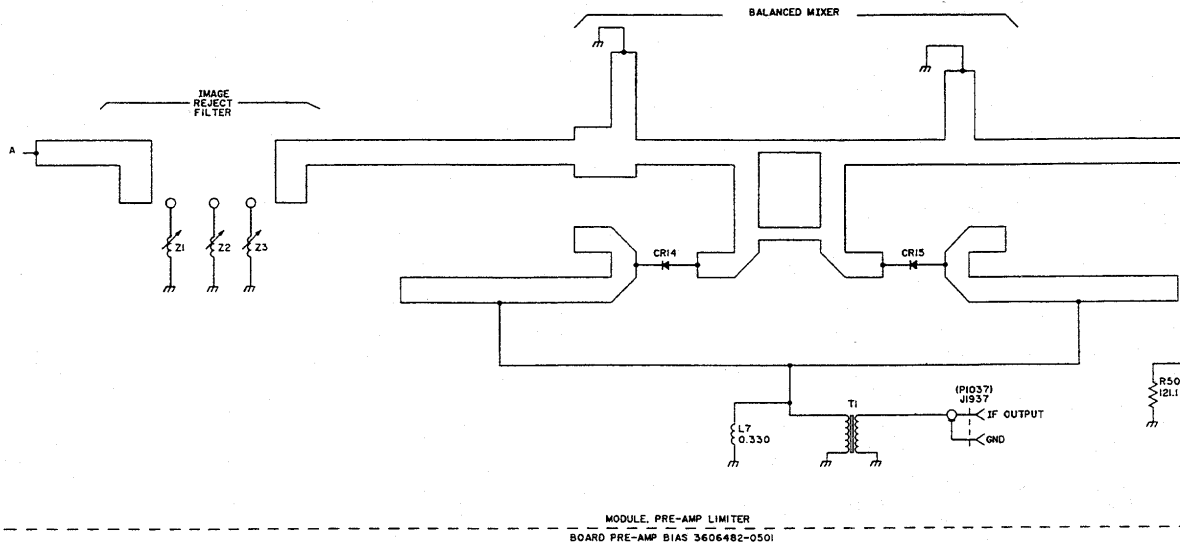 BALANCED MIXER
IMAGE
REJECT
FILTER
A
Z1
Z2
Z3
CR14
CR15
(P1037)
J1937
R50
121.1
T1
IF OUTPUT
L7
0.330
GND
MODULE, PRE-AMP LIMITER
BOARD PRE-AMP BIAS 3606482-0501